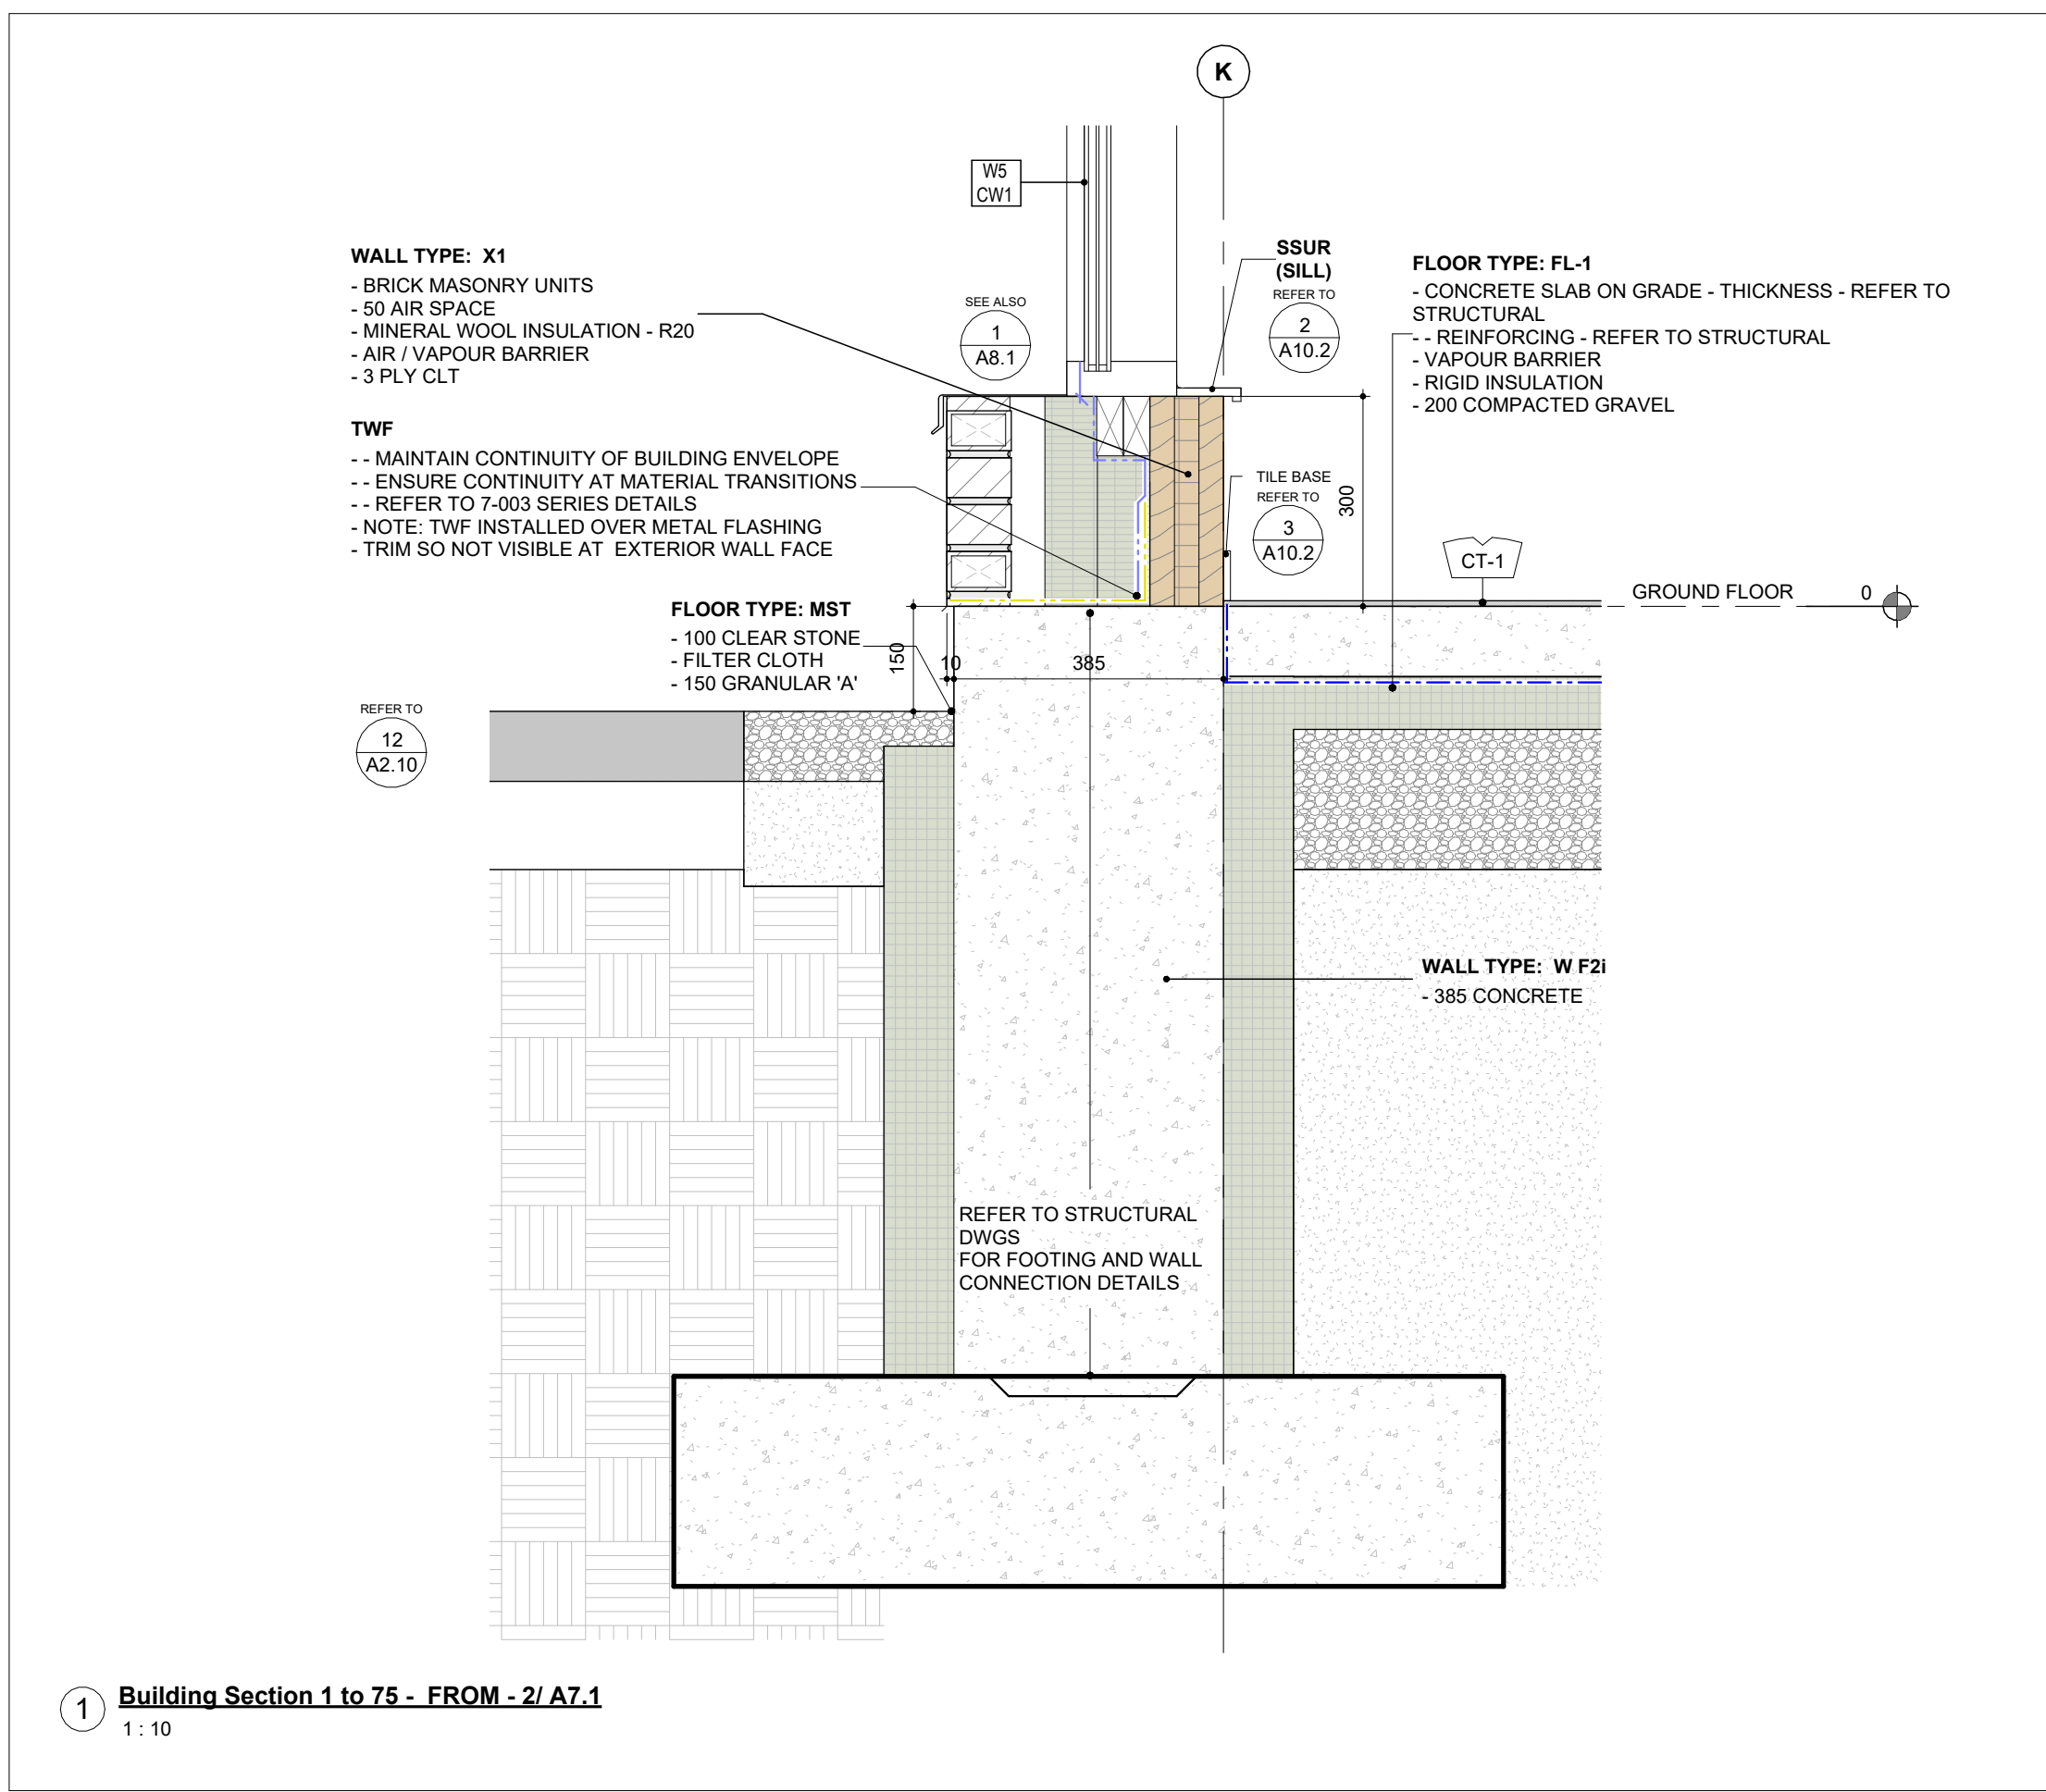 K
W5
CW1
WALL TYPE:  X1
- BRICK MASONRY UNITS
- 50 AIR SPACE
- MINERAL WOOL INSULATION - R20
- AIR / VAPOUR BARRIER
- 3 PLY CLT
SEE ALSO
1
A8.1
SSUR
(SILL)
REFER TO
2
A10.2
FLOOR TYPE: FL-1
- CONCRETE SLAB ON GRADE - THICKNESS - REFER TO
STRUCTURAL
- - REINFORCING - REFER TO STRUCTURAL
- VAPOUR BARRIER
- RIGID INSULATION
- 200 COMPACTED GRAVEL
TWF
- - MAINTAIN CONTINUITY OF BUILDING ENVELOPE
- - ENSURE CONTINUITY AT MATERIAL TRANSITIONS
- - REFER TO 7-003 SERIES DETAILS
- NOTE: TWF INSTALLED OVER METAL FLASHING
- TRIM SO NOT VISIBLE AT  EXTERIOR WALL FACE
TILE BASE
REFER TO
3
A10.2
300
CT-1
GROUND FLOOR
0
FLOOR TYPE: MST
- 100 CLEAR STONE
- FILTER CLOTH
- 150 GRANULAR 'A'
150
10
385
REFER TO
12
A2.10
WALL TYPE:  W F2i
- 385 CONCRETE
REFER TO STRUCTURAL
DWGS
FOR FOOTING AND WALL
CONNECTION DETAILS
1
Building Section 1 to 75 -  FROM - 2/ A7.1
1 : 10